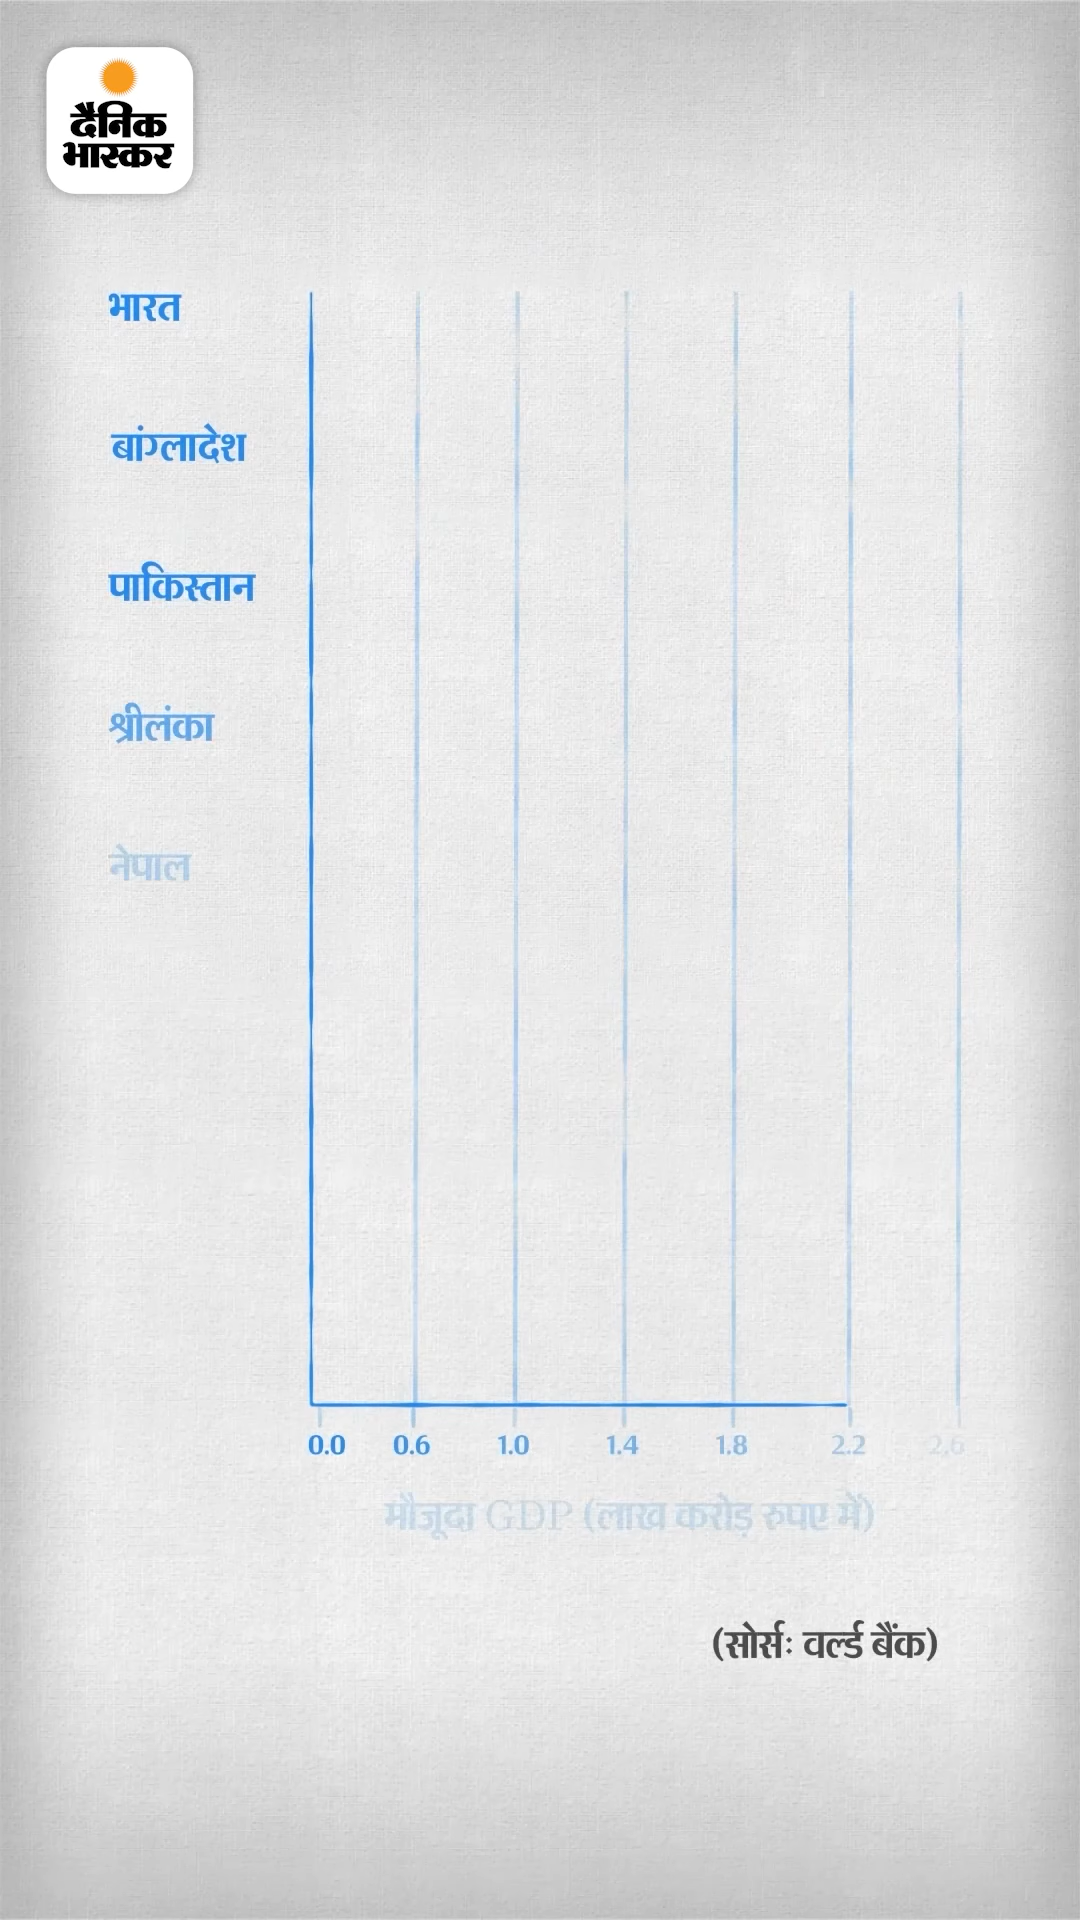 दैनिक
भास्कर
भारत
बांग्लादेश
पाकिस्तान
श्रीलंका
नेपाल
0.0 0.6 1.0 1.4 1.8 2.2 2.6
मौजूदा GDP (लाख करोड़ रुपए में)
(सोर्स: वर्ल्ड बैंक)